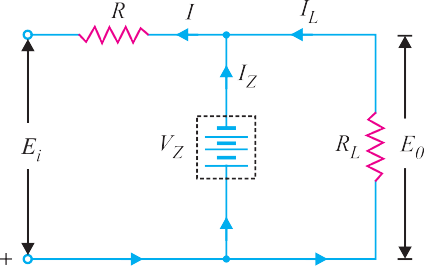 R I I_L
I_Z
V_Z
E_i R_L E_0
+